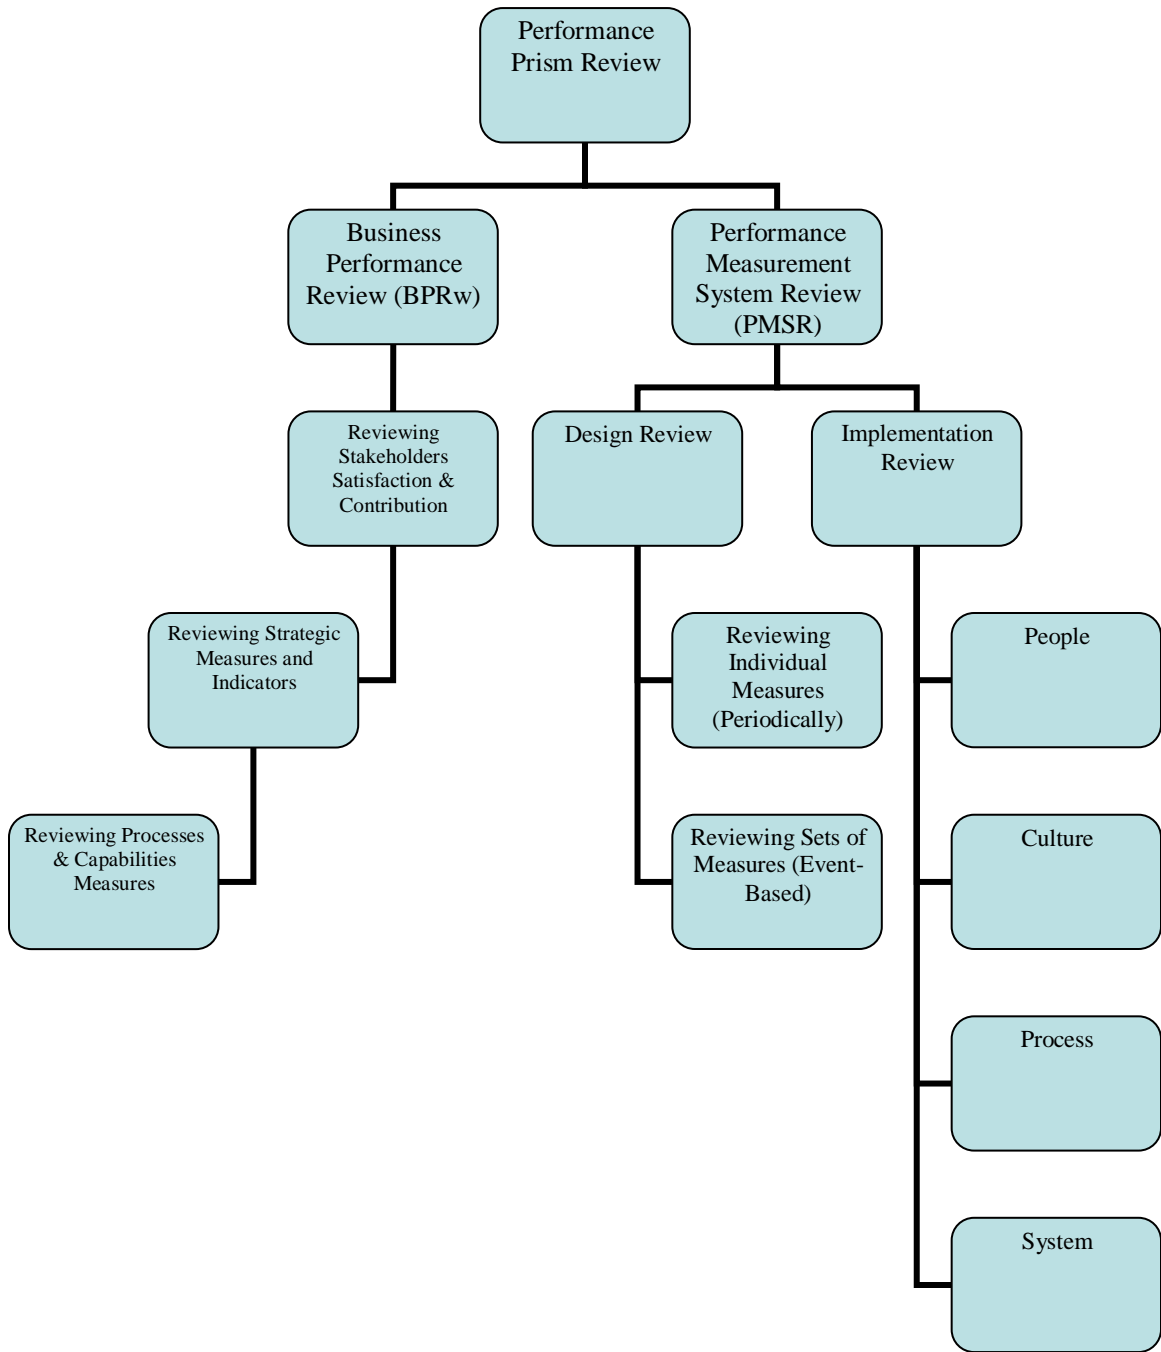 Performance
Prism Review
Business
Performance
Review (BPRw)
Performance
Measurement
System Review
(PMSR)
Reviewing
Stakeholders
Satisfaction &
Contribution
Design Review
Implementation
Review
Reviewing Strategic
Measures and
Indicators
Reviewing
Individual
Measures
(Periodically)
People
Reviewing Processes
& Capabilities
Measures
Reviewing Sets of
Measures (Event-
Based)
Culture
Process
System